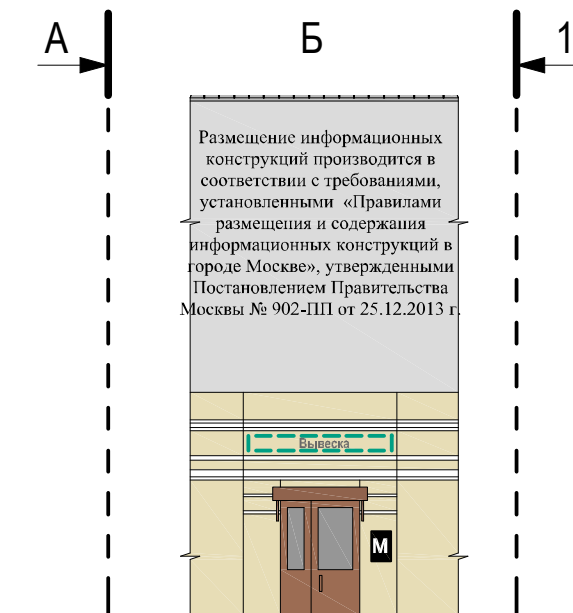 А Б 1
Размещение информационных
конструкций производится в
соответствии с требованиями,
установленными «Правилами
размещения и содержания
информационных конструкций в
городе Москве», утвержденными
Постановлением Правительства
Москвы № 902-ПП от 25.12.2013 г.
Вывеска
М